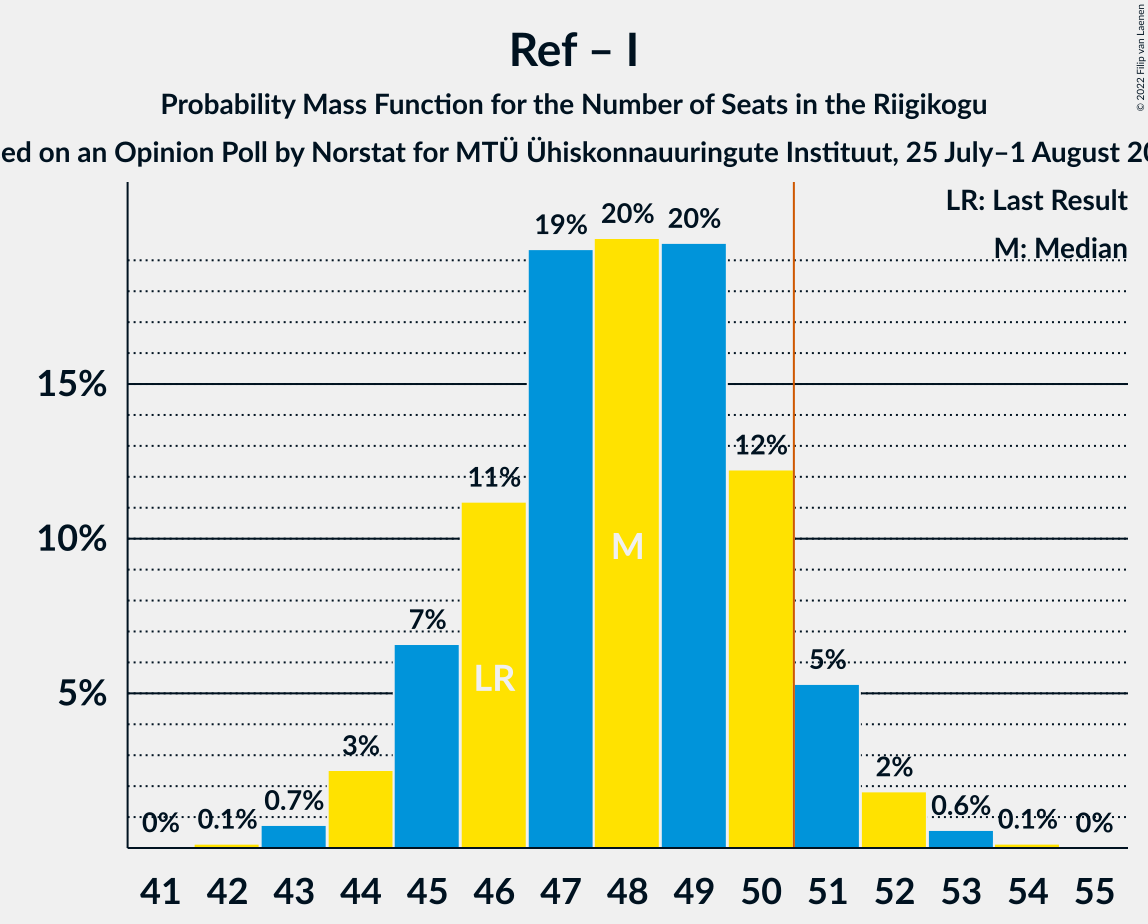 Ref – I
Probability Mass Function for the Number of Seats in the Riigikogu
ed on an Opinion Poll by Norstat for MTÜ Ühiskonnauuringute Instituut, 25 July–1 August 20
© 2022 Filip van Laenen
LR: Last Result
M: Median
15%
10%
5%
0%
0.1%
0.7%
3%
7%
11%
19%
20%
20%
12%
5%
2%
0.6%
0.1%
0%
LR
M
41 42 43 44 45 46 47 48 49 50 51 52 53 54 55